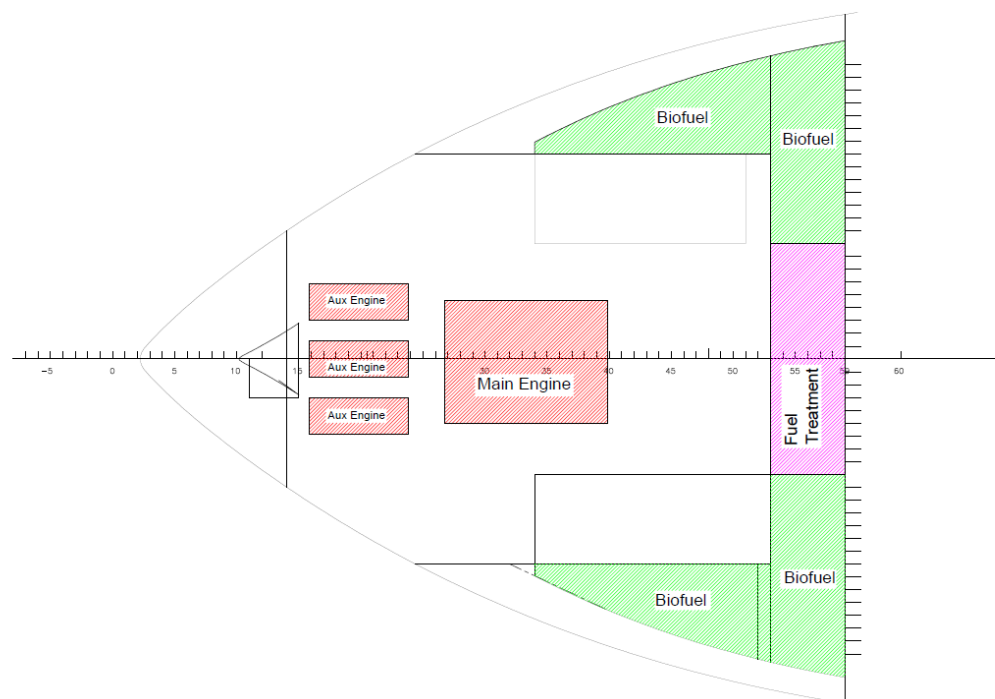 Biofuel
Biofuel
Aux Engine
−5
0
5
10
15
Aux Engine
30
35
40
45
50
55
59
60
Main Engine
Fuel
Treatment
Aux Engine
Biofuel
Biofuel